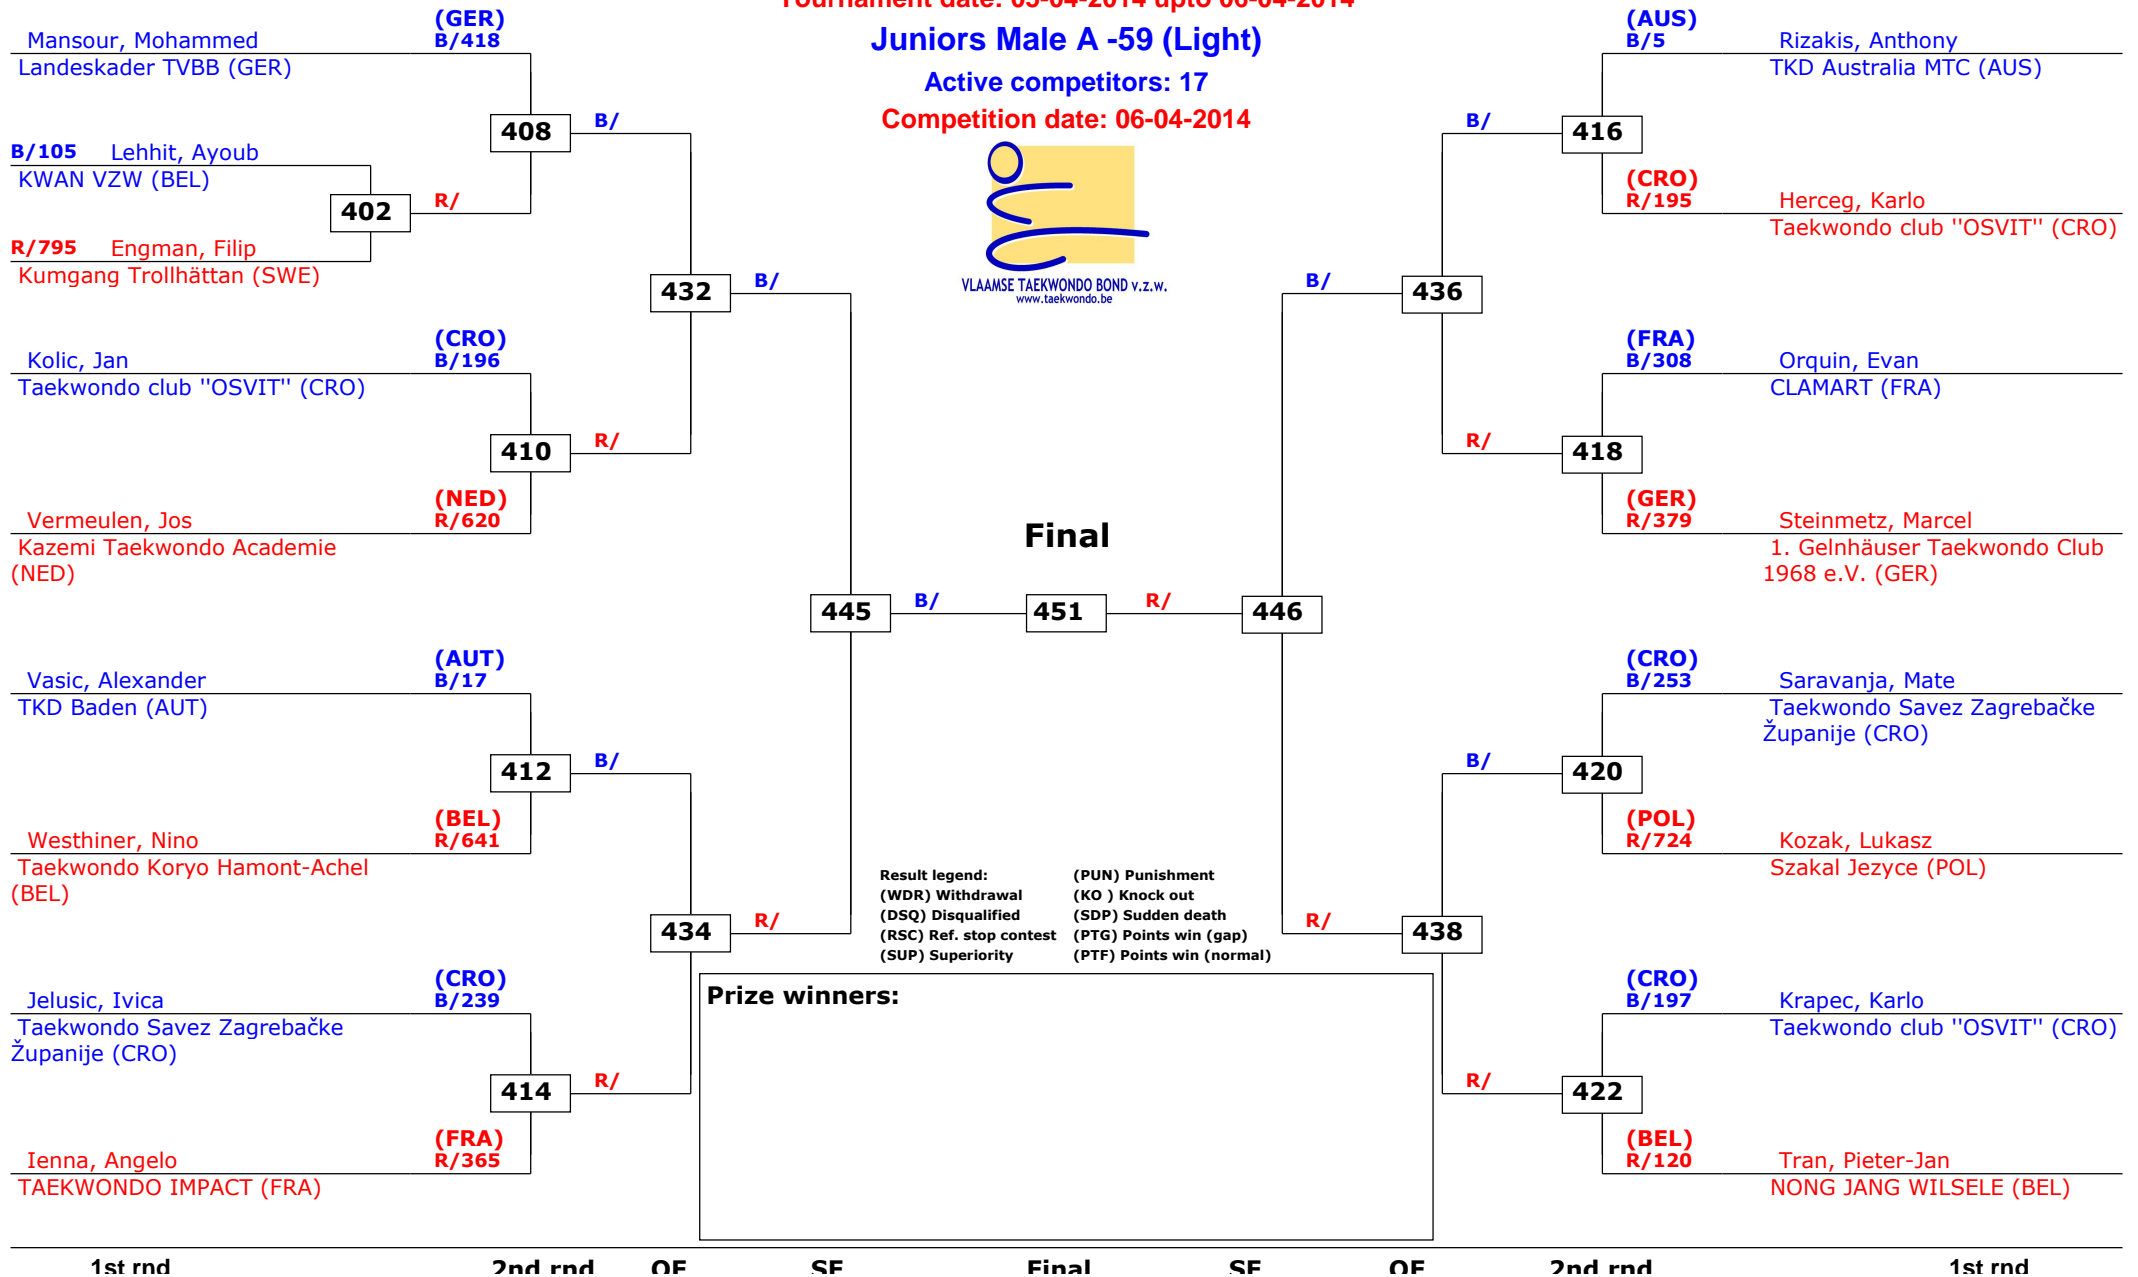 Tournament date: 05-04-2014 upto 06-04-2014
Juniors Male A -59 (Light)
Active competitors: 17
Competition date: 06-04-2014
VLAAMSE TAEKWONDO BOND v.z.w.
www.taekwondo.be
(GER)
Mansour, Mohammed B/418
Landeskader TVBB (GER)
408
B/
B/105 Lehhit, Ayoub
KWAN VZW (BEL)
402
R/
R/795 Engman, Filip
Kumgang Trollhättan (SWE)
432
B/
(CRO)
Kolic, Jan B/196
Taekwondo club "OSVIT" (CRO)
410
R/
(NED)
Vermeulen, Jos R/620
Kazemi Taekwondo Academie
(NED)
445
B/
(AUT)
Vasic, Alexander B/17
TKD Baden (AUT)
412
B/
(BEL)
Westhiner, Nino R/641
Taekwondo Koryo Hamont-Achel
(BEL)
434
R/
(CRO)
Jelusic, Ivica B/239
Taekwondo Savez Zagrebačke
Županije (CRO)
414
R/
(FRA)
Ienna, Angelo R/365
TAEKWONDO IMPACT (FRA)
Final
451
R/
446
(AUS)
B/5 Rizakis, Anthony
TKD Australia MTC (AUS)
B/
416
(CRO)
R/195 Herceg, Karlo
Taekwondo club "OSVIT" (CRO)
B/
436
(FRA)
B/308 Orquin, Evan
CLAMART (FRA)
R/
418
(GER)
R/379 Steinmetz, Marcel
1. Gelnhäuser Taekwondo Club
1968 e.V. (GER)
(CRO)
B/253 Saravanja, Mate
Taekwondo Savez Zagrebačke
Županije (CRO)
B/
420
(POL)
R/724 Kozak, Lukasz
Szakal Jezyce (POL)
R/
438
(CRO)
B/197 Krapec, Karlo
Taekwondo club "OSVIT" (CRO)
R/
422
(BEL)
R/120 Tran, Pieter-Jan
NONG JANG WILSELE (BEL)
Result legend: (PUN) Punishment
(WDR) Withdrawal (KO ) Knock out
(DSQ) Disqualified (SDP) Sudden death
(RSC) Ref. stop contest (PTG) Points win (gap)
(SUP) Superiority (PTF) Points win (normal)
Prize winners:
1st rnd 2nd rnd QF SF Final SF QF 2nd rnd 1st rnd